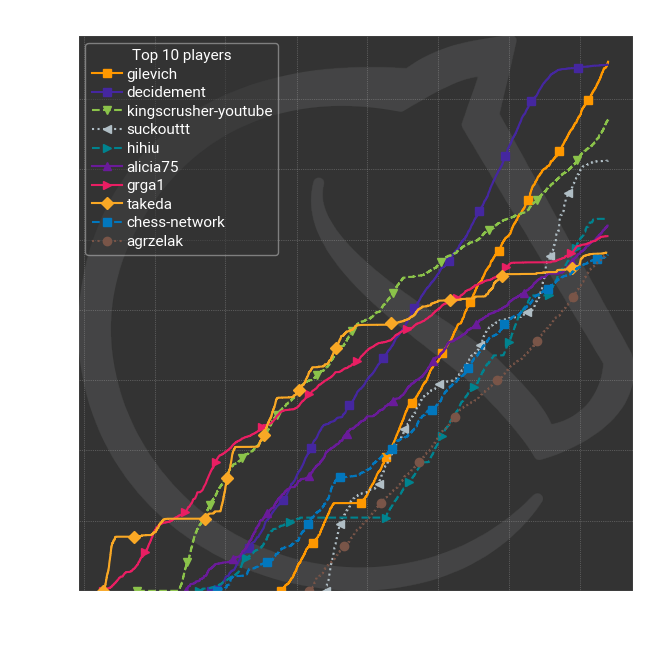 Top 10 players
gilevich
decidement
kingscrusher-youtube
suckouttt
hihiu
alicia75
grga1
takeda
chess-network
agrzelak